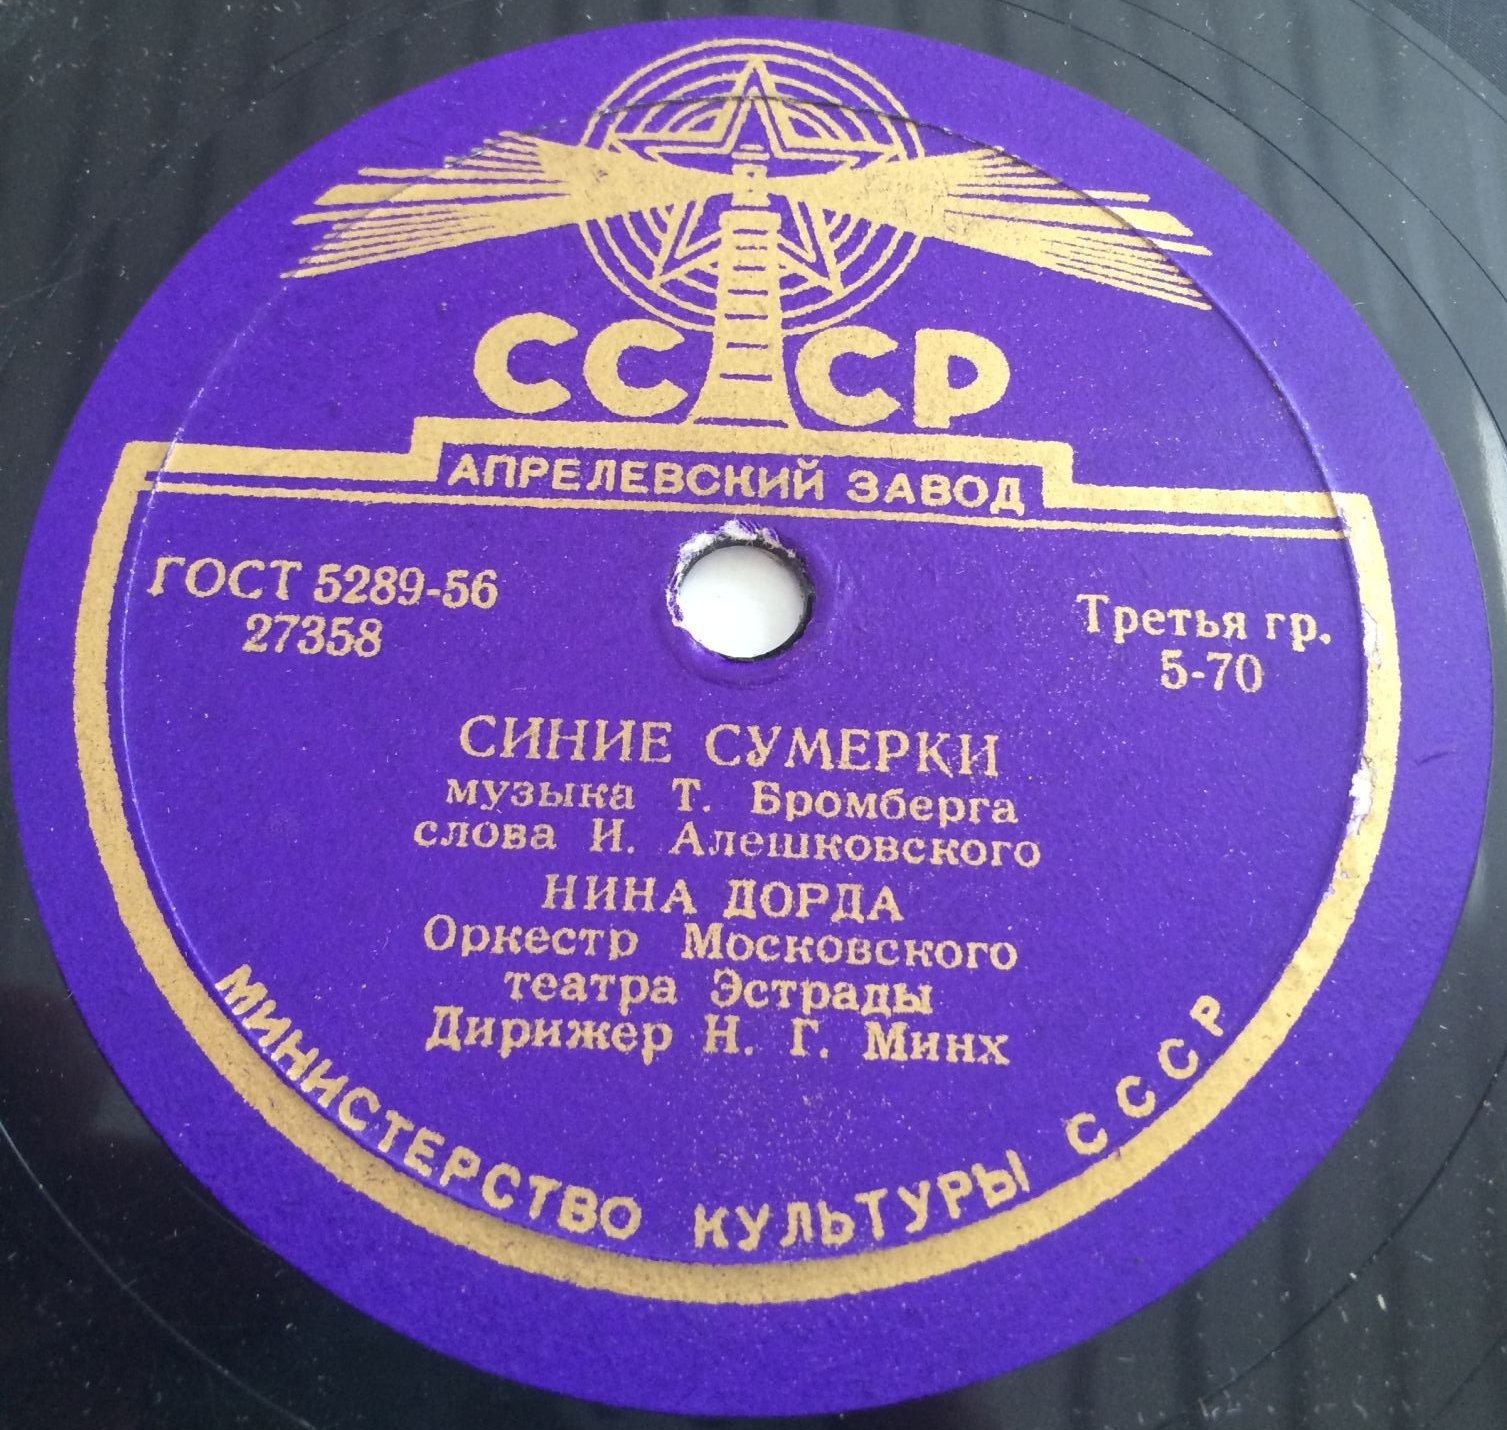 СССР
АПРЕЛЕВСКИЙ ЗАВОД
ГОСТ 5289-56
27358
Третья гр.
5-70
СИНИЕ СУМЕРКИ
музыка Т. Бромберга
слова И. Алешковского
НИНА ДОРДА
Оркестр Московского
театра Эстрады
Дирижер Н. Г. Минх
МИНИСТЕРСТВО КУЛЬТУРЫ СССР